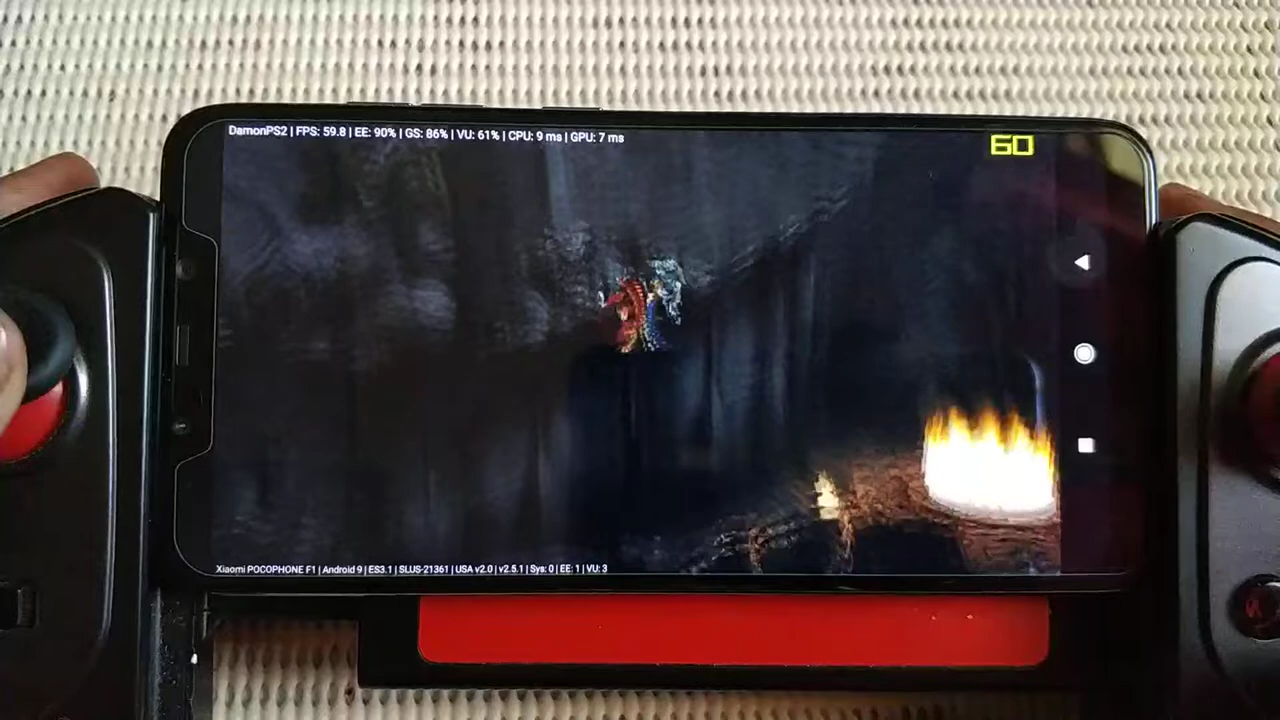 DamonPS2 | FPS: 59.8 | EE: 90% | GS: 86% | VU: 61% | CPU: 9 ms | GPU: 7 ms
60
Xiaomi POCOPHONE F1 | Android 9 | ES3.1 | SLUS-21361 | USA v2.0 | v2.5.1 | Sys: 0 | EE: 1 | VU: 3